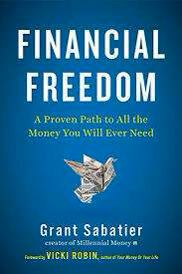 FINANCIAL
FREEDOM
A Proven Path to All the
Money You Will Ever Need
Grant Sabatier
creator of Millennial Money
Foreword by VICKI ROBIN, author of Your Money Or Your Life